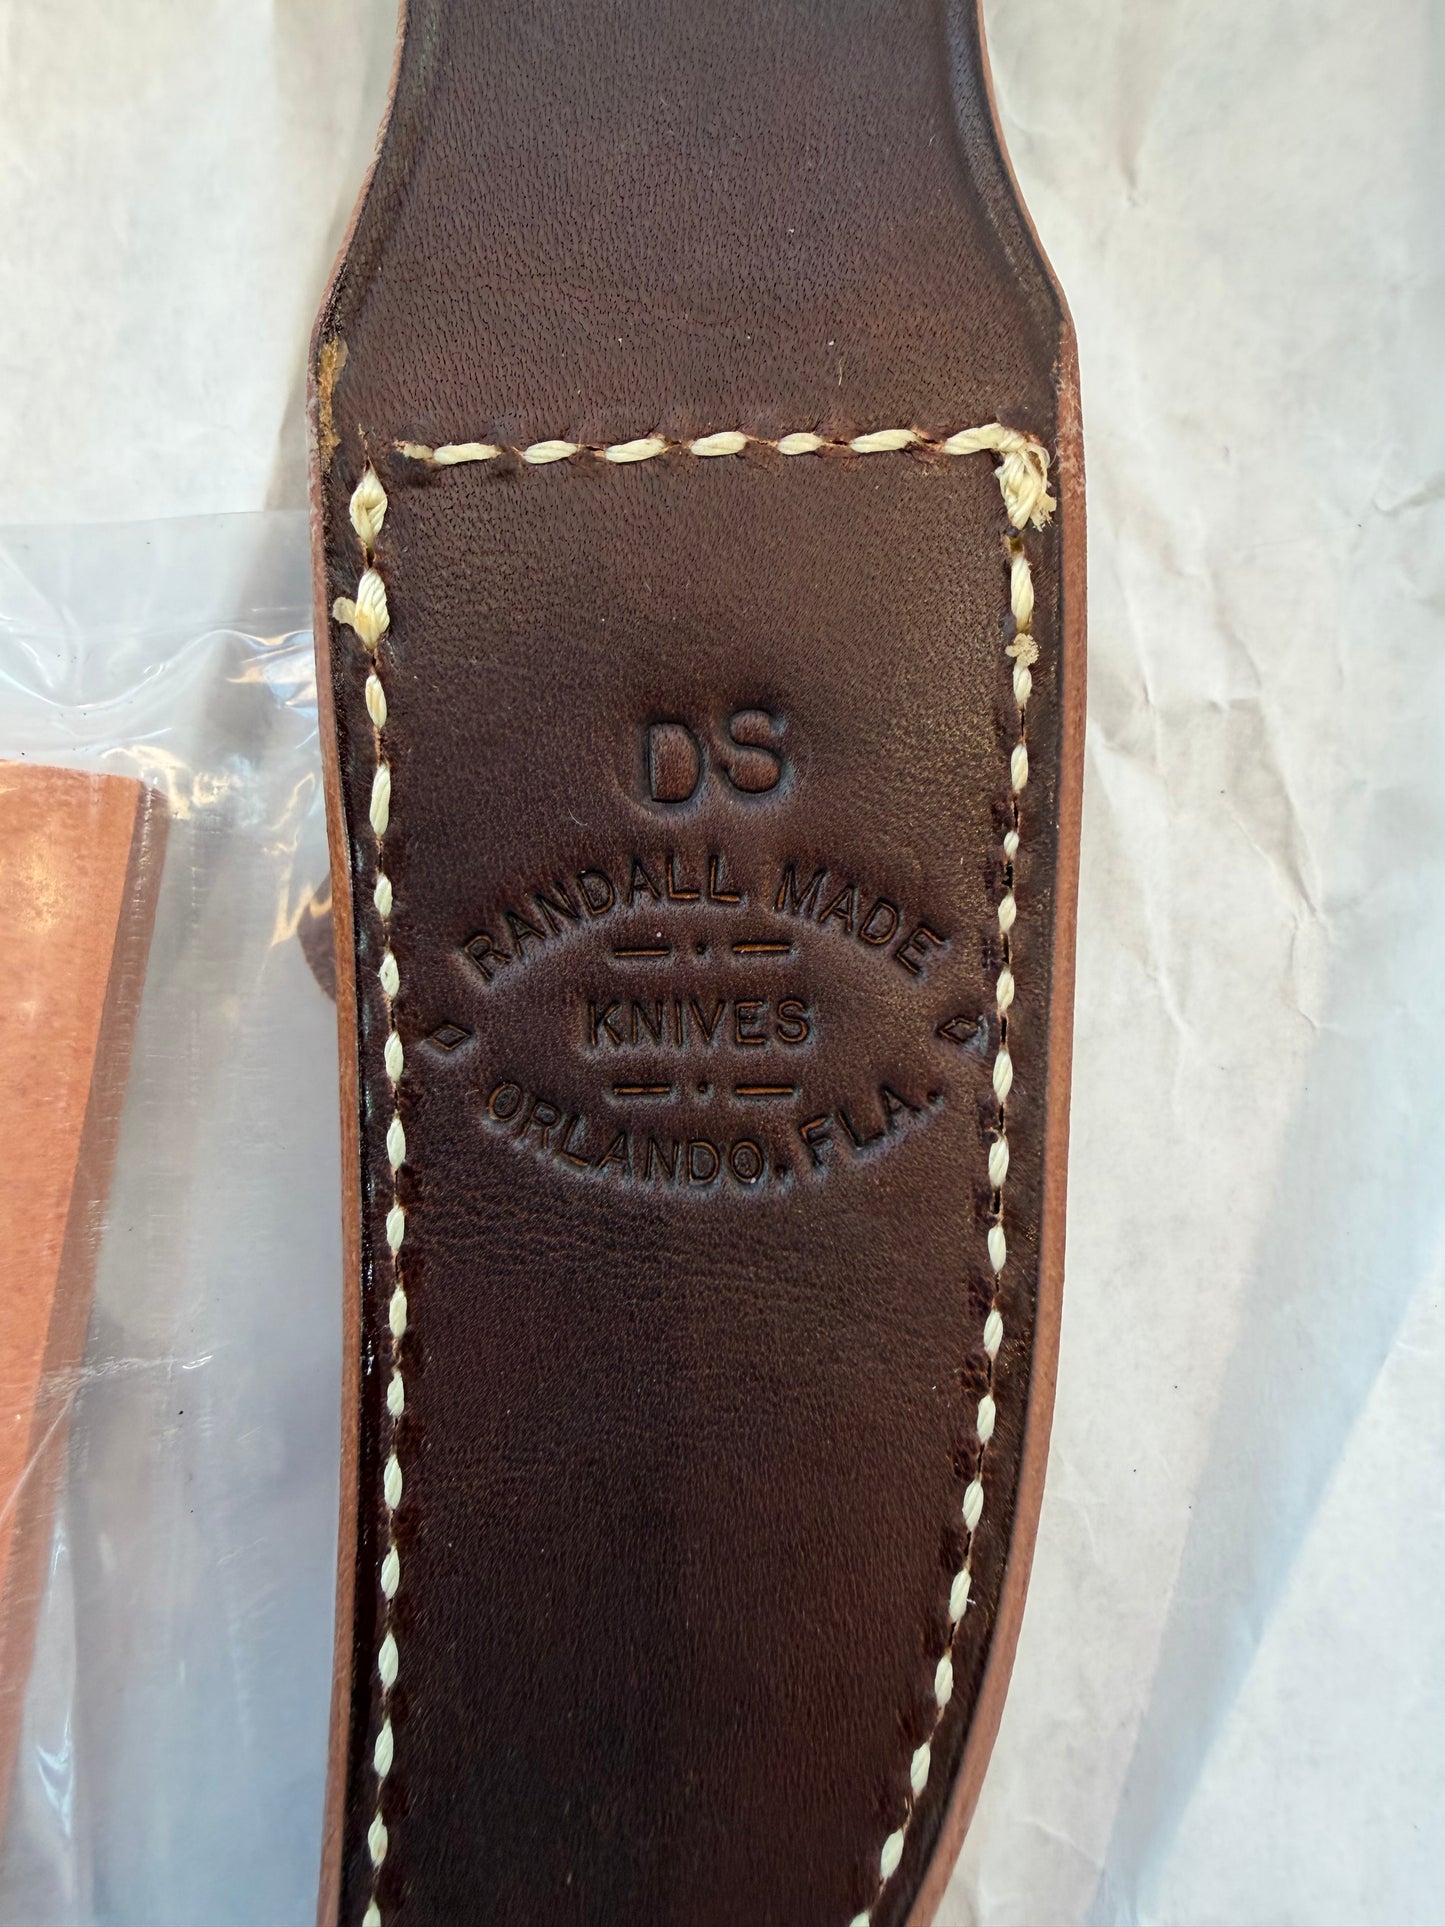 DS
RANDALL MADE
KNIVES
ORLANDO, FLA.